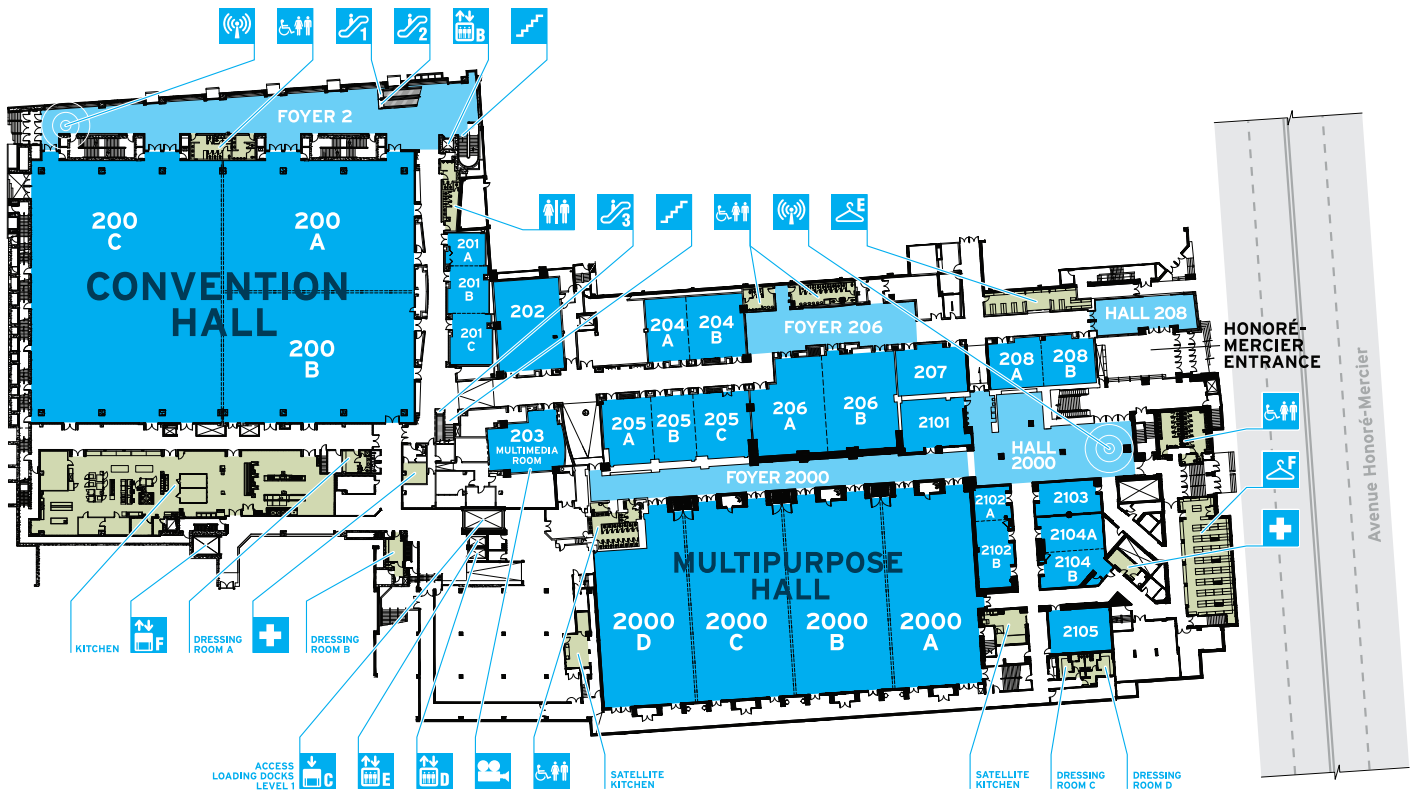 1
2
B
FOYER 2
3
E
200
C
200
A
CONVENTION
HALL
200
B
201
A
201
B
201
C
202
204
A
204
B
FOYER 206
HALL 208
HONORÉ-
MERCIER
ENTRANCE
208
A
208
B
207
206
A
206
B
205
A
205
B
205
C
2101
203
MULTIMEDIA
ROOM
HALL
2000
FOYER 2000
F
Avenue Honoré-Mercier
2102
A
2102
B
2103
2104A
2104
B
MULTIPURPOSE
HALL
2000
D
2000
C
2000
B
2000
A
2105
KITCHEN
F
DRESSING
ROOM A
DRESSING
ROOM B
ACCESS
LOADING DOCKS
LEVEL 1
C
E
D
SATELLITE
KITCHEN
SATELLITE
KITCHEN
DRESSING
ROOM C
DRESSING
ROOM D